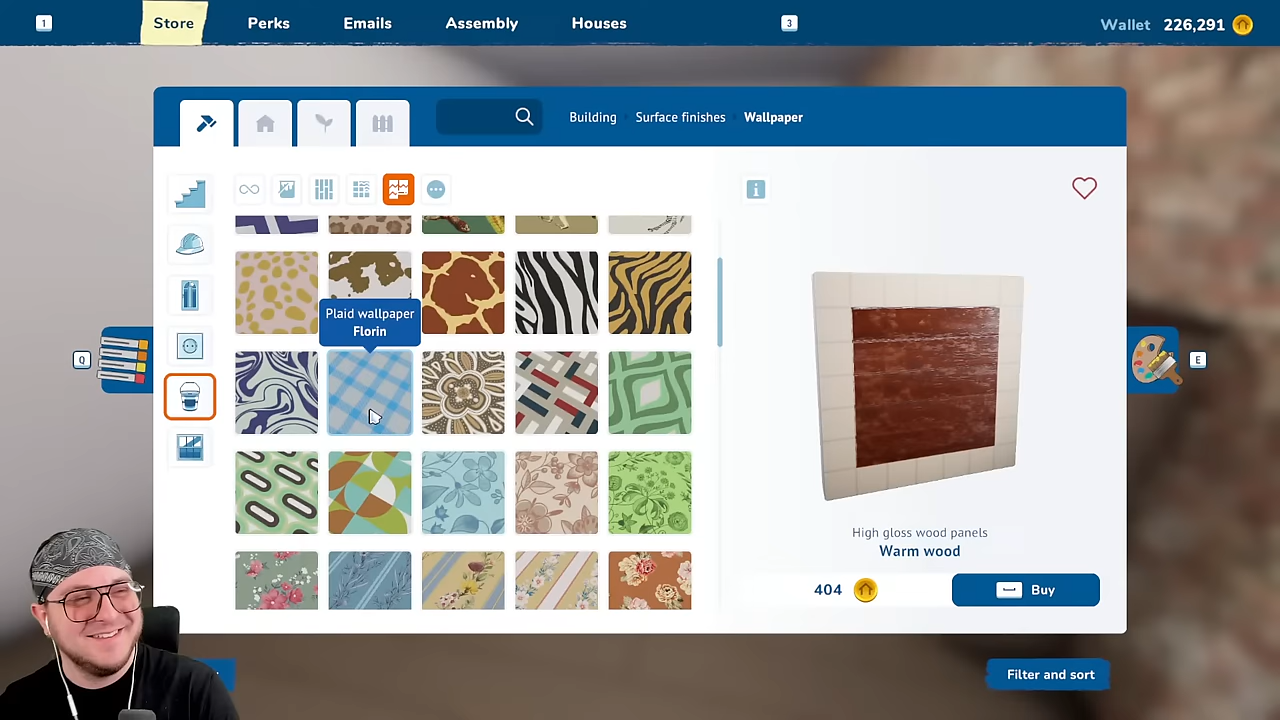 1
Store
Perks
Emails
Assembly
Houses
3
Wallet 226,291
Building
Surface finishes
Wallpaper
Plaid wallpaper
Florin
Q
E
High gloss wood panels
Warm wood
404
Buy
Filter and sort